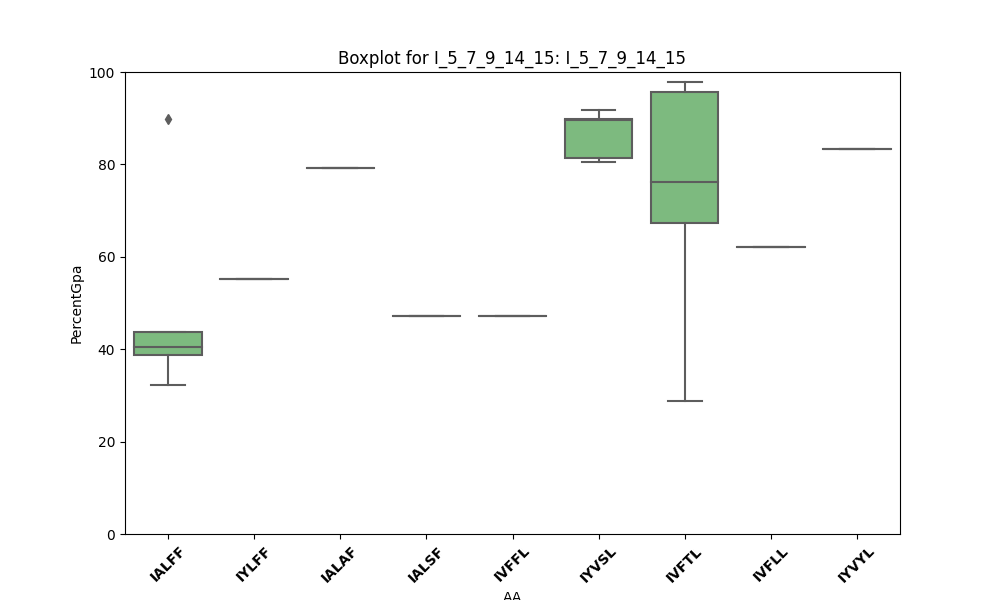 Boxplot for I_5_7_9_14_15: I_5_7_9_14_15
100
80
60
40
20
0
PercentGpa
IALFF
IYLFF
IALAF
IALSF
IVFFL
IYVSL
IVFTL
IVFLL
IYVYL
AA